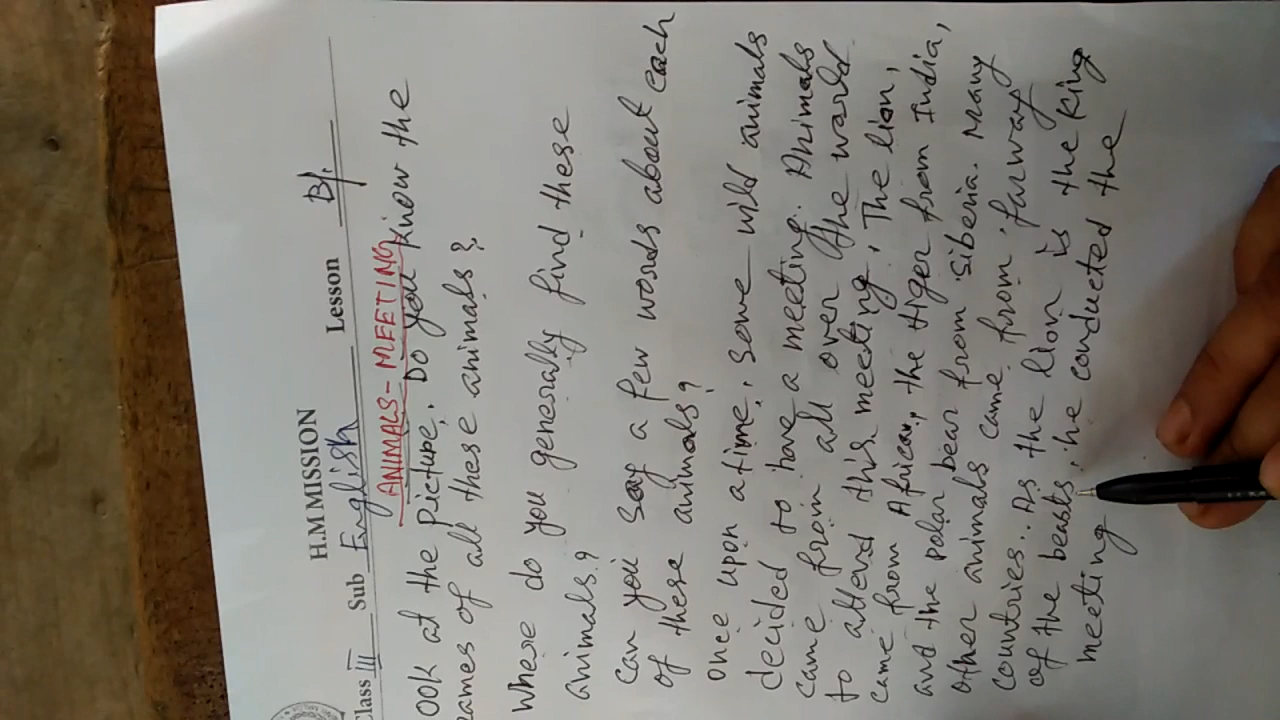 H.M MISSION
Class III Sub English Lesson B1.
ANIMALS-MEETING
ook at the picture. Do you know the
names of all these animals?
Where do you generally find these
animals?
can you say a few words about each
of these animals?
once upon a time, some wild animals
decided to have a meeting. Animals
came from all over the world
to attend this meeting. The lion,
came from Africa, the tiger from India,
and the polar bear from Siberia. Many
other animals came from farway
countries. As the lion is the king
of the beasts, he conducted the
meeting